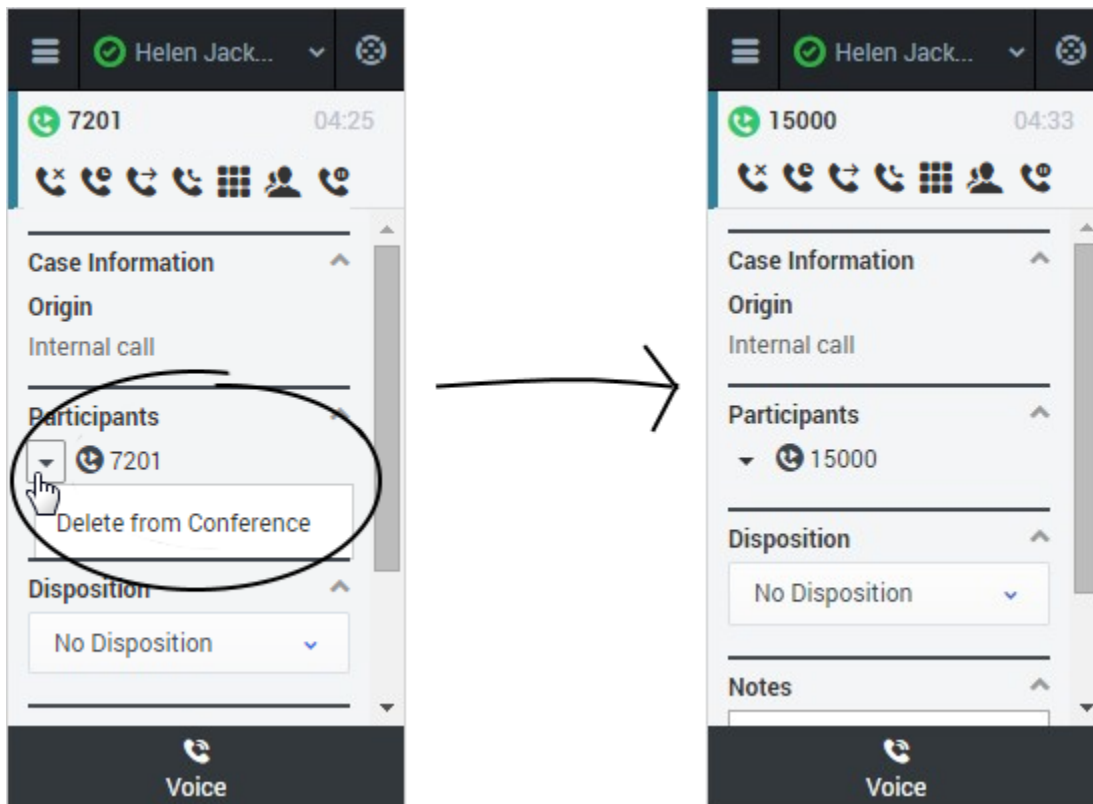 Helen Jack...
7201 04:25
Case Information
Origin
Internal call
Participants
7201
Delete from Conference
Disposition
No Disposition
Voice
Helen Jack...
15000 04:33
Case Information
Origin
Internal call
Participants
15000
Disposition
No Disposition
Notes
Voice